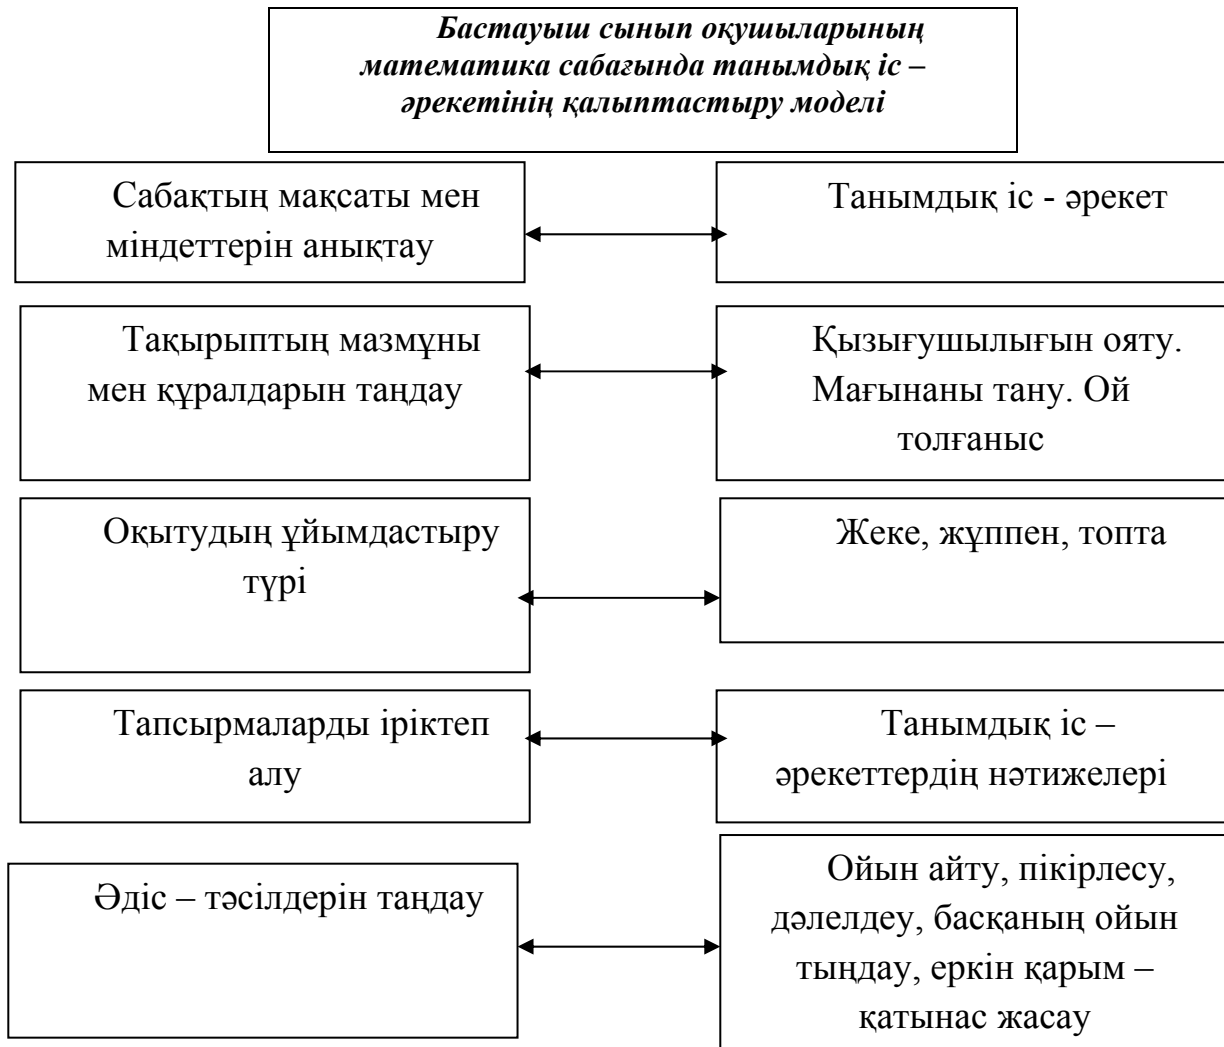 Бастауыш сынып оқушыларының
математика сабағында танымдық іс –
әрекетінің қалыптастыру моделі
Сабақтың мақсаты мен
міндеттерін анықтау
Танымдық іс - әрекет
Тақырыптың мазмұны
мен құралдарын таңдау
Қызығушылығын ояту.
Мағынаны тану. Ой
толғаныс
Оқытудың ұйымдастыру
түрі
Жеке, жұппен, топта
Тапсырмаларды іріктеп
алу
Танымдық іс –
әрекеттердің нәтижелері
Әдіс – тәсілдерін таңдау
Ойын айту, пікірлесу,
дәлелдеу, басқаның ойын
тыңдау, еркін қарым –
қатынас жасау